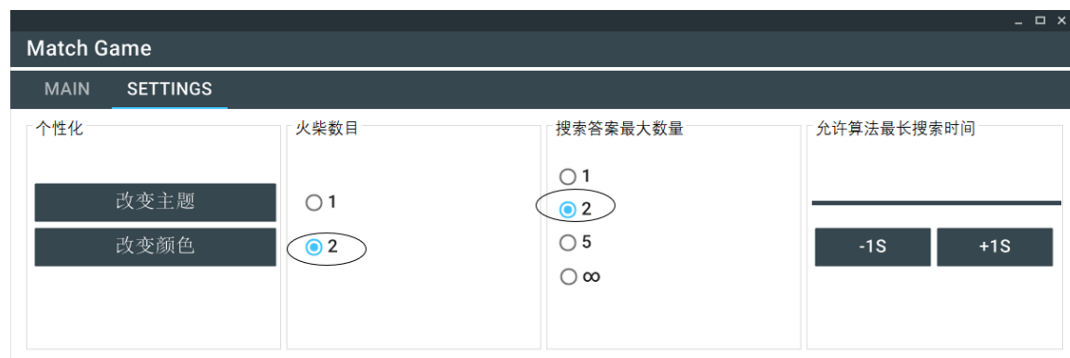 Match Game
MAIN SETTINGS
个性化
改变主题
改变颜色
火柴数目
1
2
搜索答案最大数量
1
2
5
∞
允许算法最长搜索时间
-1S +1S